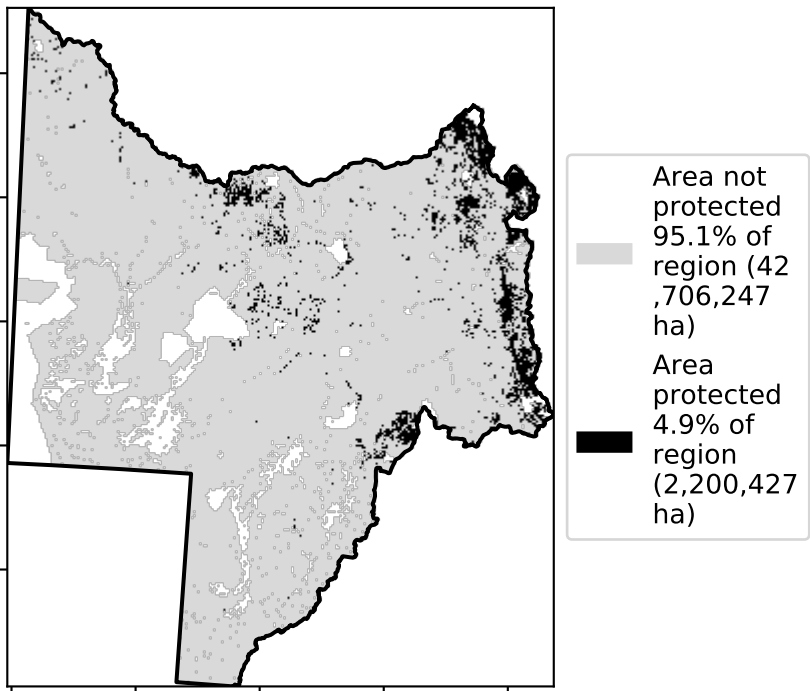 Area not
protected
95.1% of
region (42
,706,247
ha)
Area
protected
4.9% of
region
(2,200,427
ha)